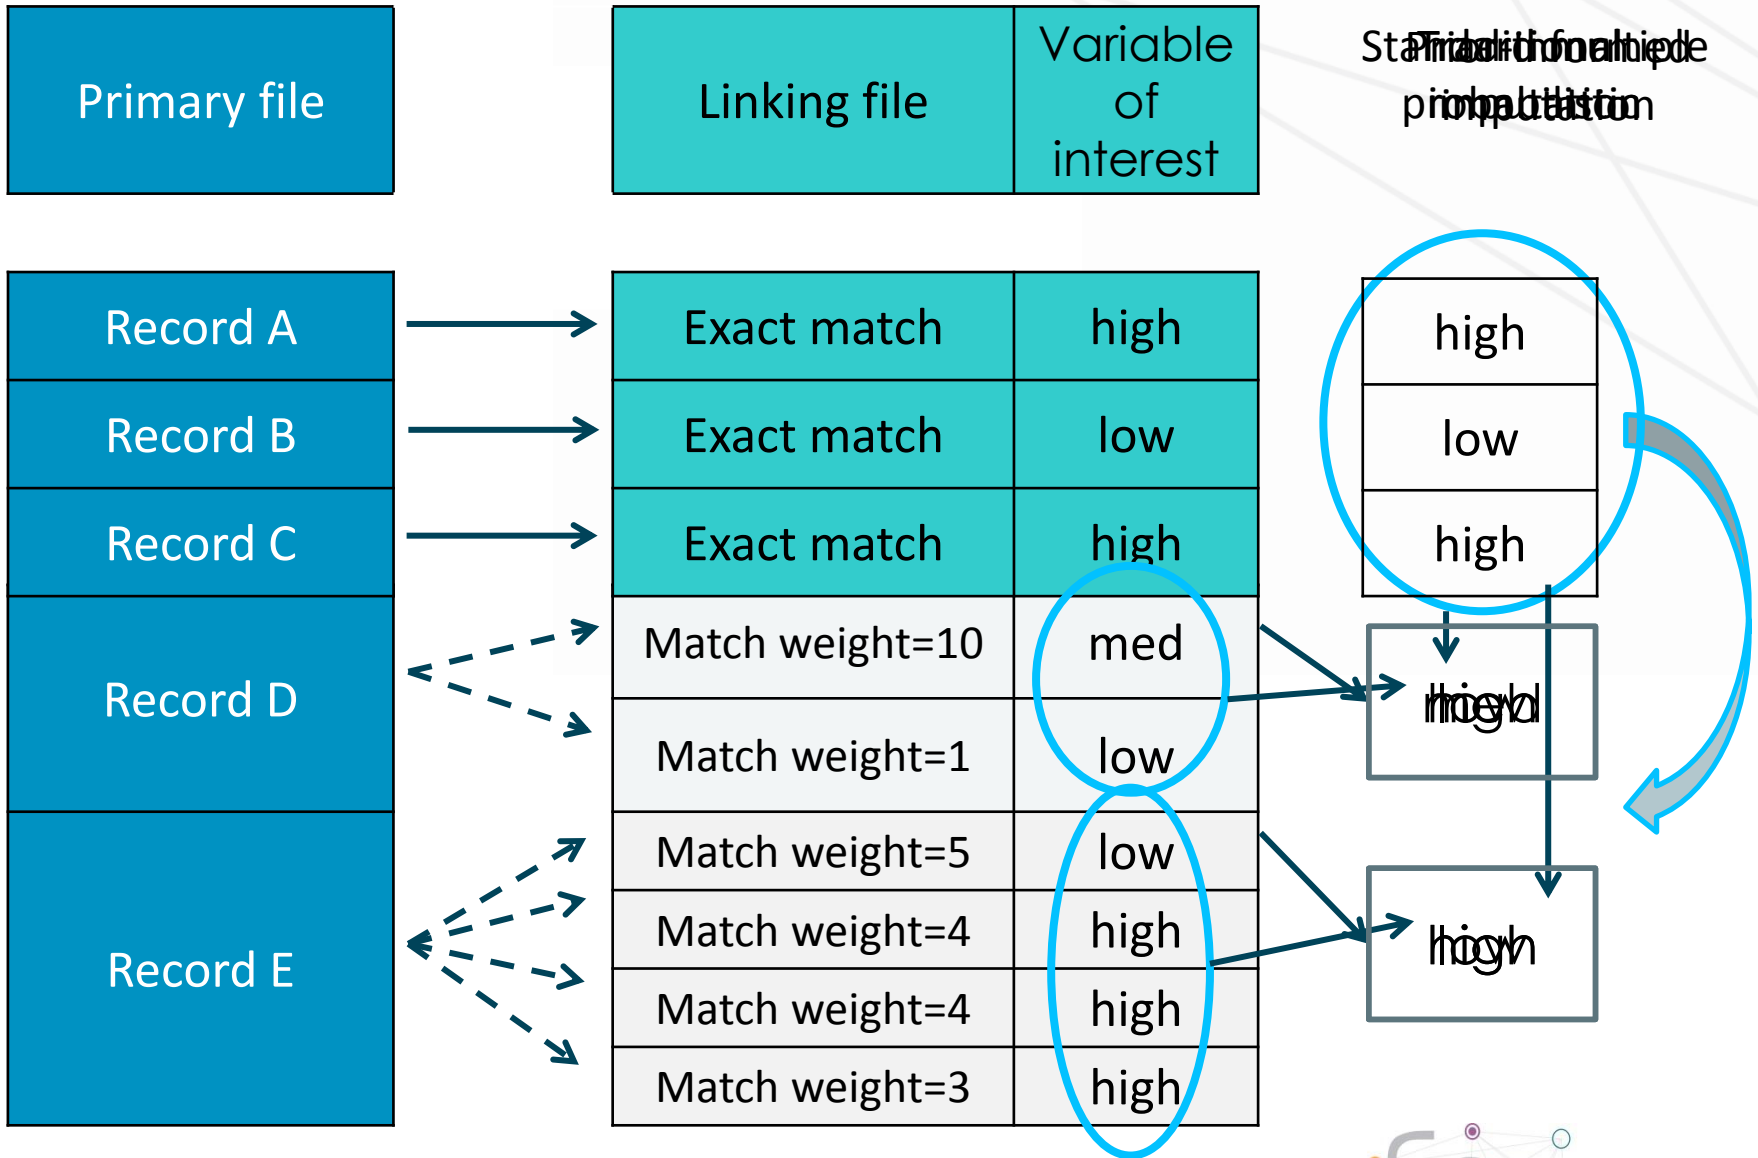 Primary file
Linking file
Variable
of
interest
Record A
Exact match
high
high
Record B
Exact match
low
low
Record C
Exact match
high
high
Record D
Match weight=10
med
Match weight=1
low
Record E
Match weight=5
low
Match weight=4
high
Match weight=4
high
Match weight=3
high